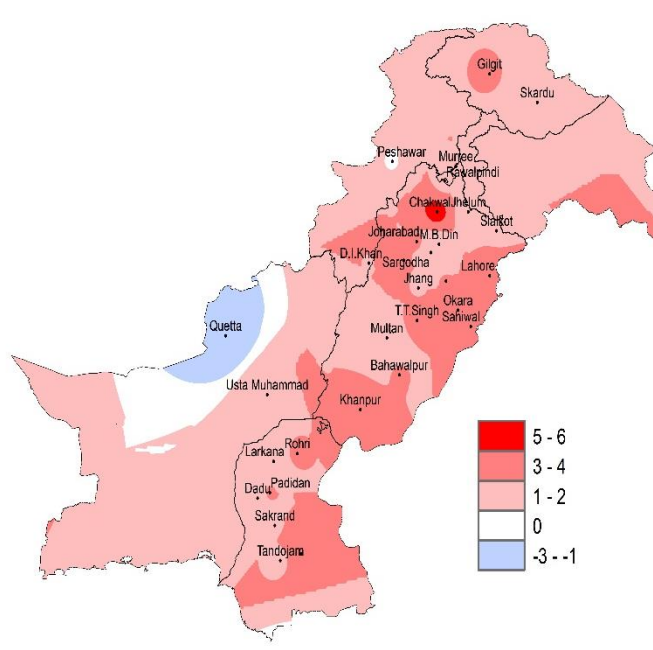 Gilgit
Skardu
Peshawar
Murree
Rawalpindi
Chakwal
Jhelum
Sialkot
Joharabad
M.B.Din
D.I.Khan
Sargodha
Lahore
Jhang
Okara
T.T.Singh
Saniwal
Quetta
Multan
Bahawalpur
Usta Muhammad
Khanpur
Rohri
Larkana
Padidan
Dadu
Sakrand
Tandojam
5 - 6
3 - 4
1 - 2
0
-3 - -1